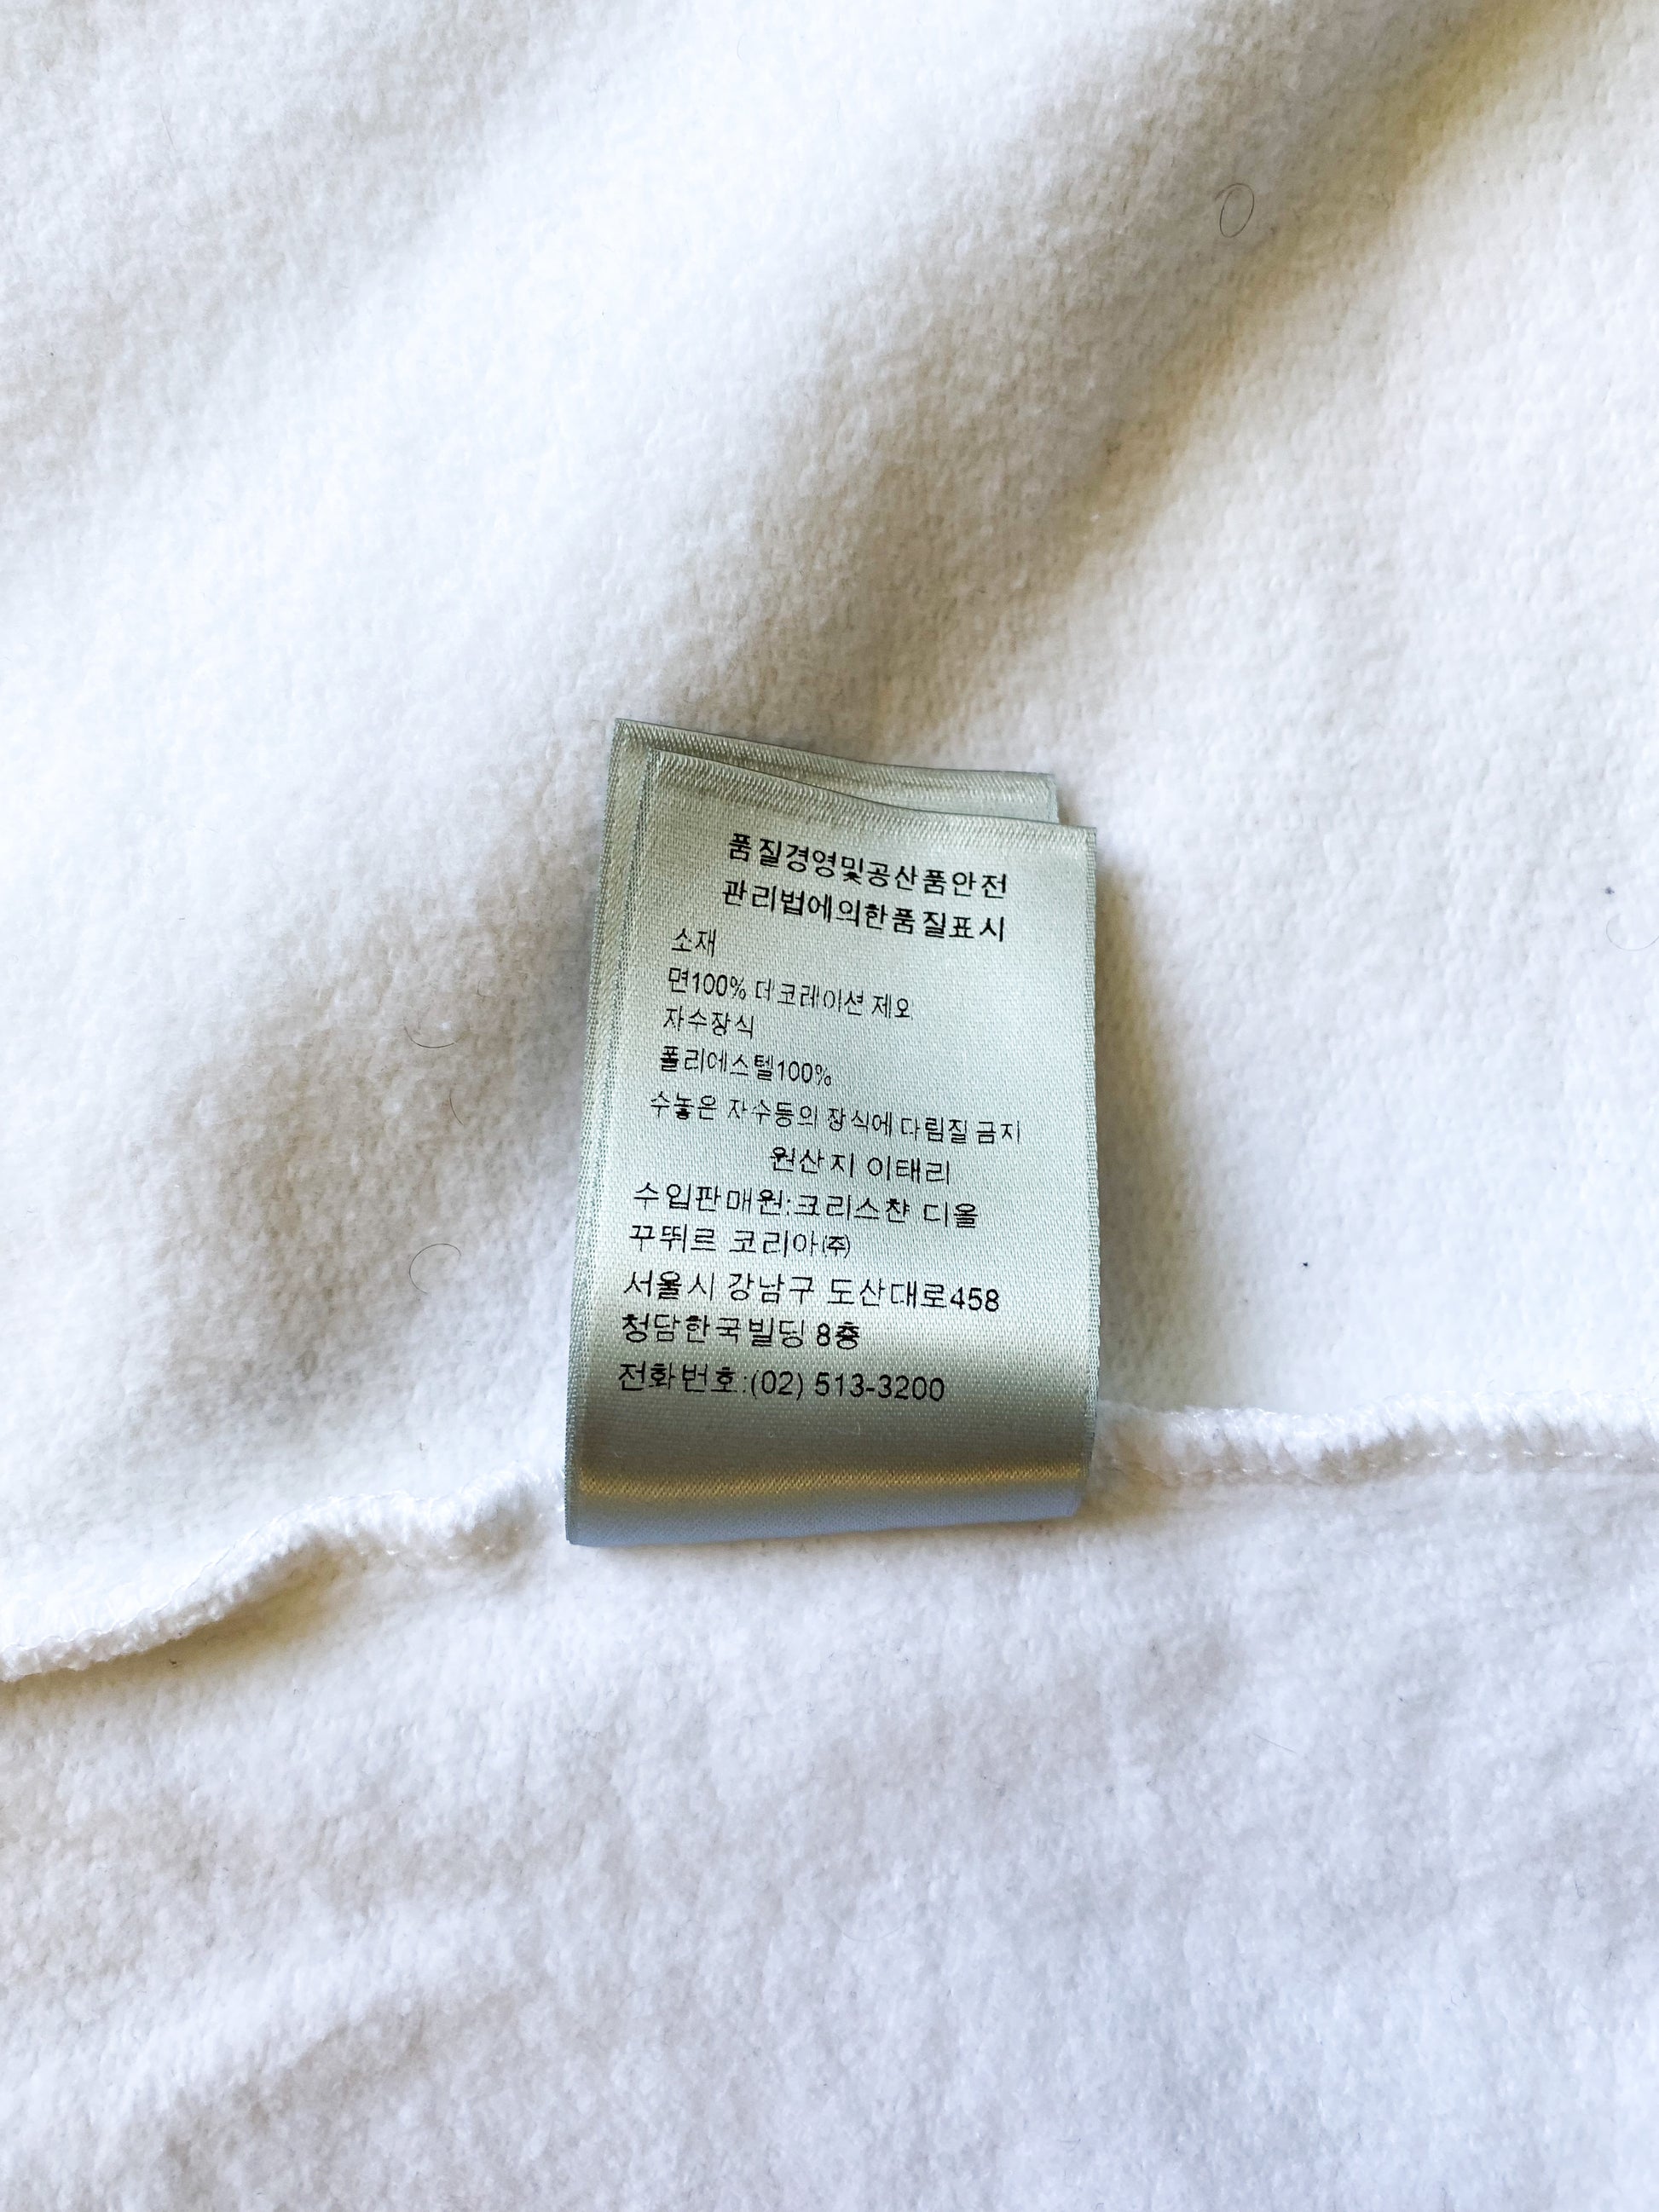 품질경영및공산품안전
관리법에의한품질표시
소재
면100% 데코레이션 제오
자수장식
폴리에스텔100%
수놓은 자수등의 장식에 다림질 금지
원산지 이태리
수입판매원:크리스챤 디올
꾸뛰르 코리아㈜
서울시 강남구 도산대로458
청담한국빌딩 8층
전화번호:(02) 513-3200